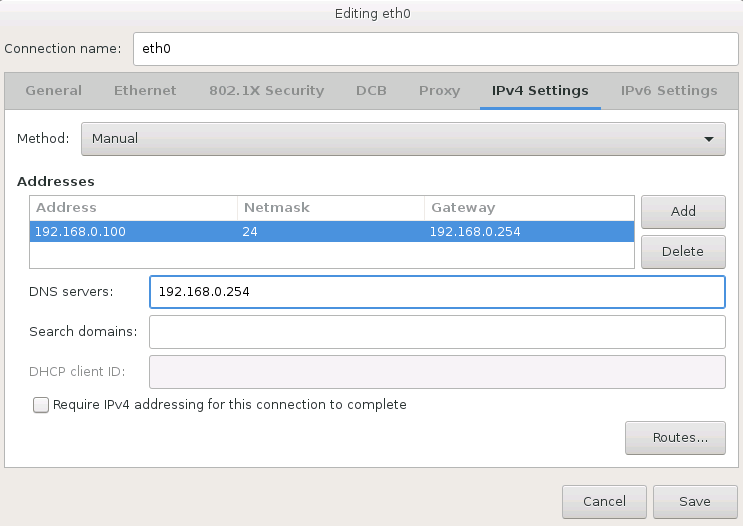 Editing eth0
Connection name: eth0
General Ethernet 802.1X Security DCB Proxy IPv4 Settings IPv6 Settings
Method: Manual
Addresses
Address Netmask Gateway
192.168.0.100 24 192.168.0.254
Add
Delete
DNS servers: 192.168.0.254
Search domains:
DHCP client ID:
Require IPv4 addressing for this connection to complete
Routes...
Cancel Save